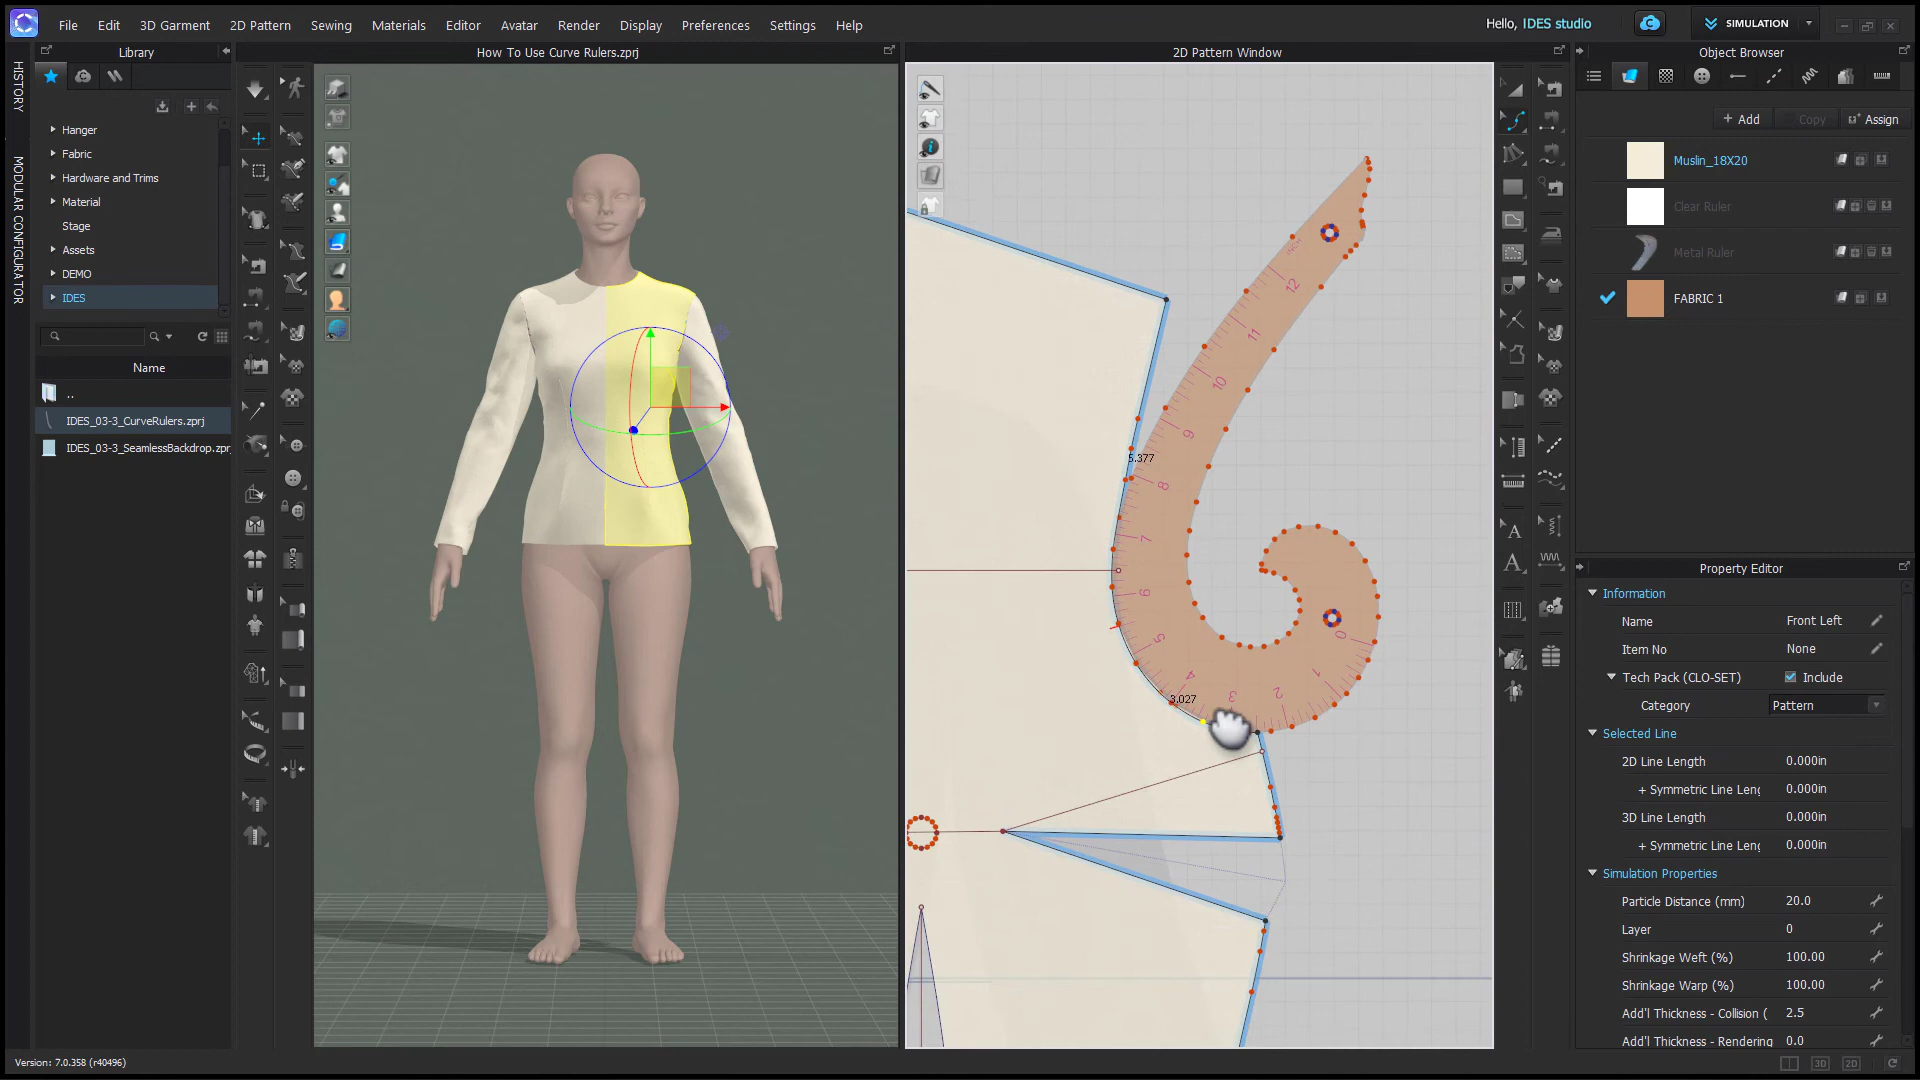 File Edit 3D Garment 2D Pattern Sewing Materials Editor Avatar Render Display Preferences Settings Help
Hello, IDES studio
SIMULATION
Library
How To Use Curve Rulers.zprj
2D Pattern Window
Object Browser
HISTORY
MODULAR CONFIGURATOR
Hanger
Fabric
Hardware and Trims
Material
Stage
Assets
DEMO
IDES
Name
..
IDES_03-3_CurveRulers.zprj
IDES_03-3_SeamlessBackdrop.zprj
INCH
12
11
10
9
8
7
6
5
4
3
2
1
0
5.377
3.027
+ Add Copy Assign
Muslin_18X20
Clear Ruler
Metal Ruler
FABRIC 1
Property Editor
Information
Name Front Left
Item No None
Tech Pack (CLO-SET) Include
Category Pattern
Selected Line
2D Line Length 0.000in
+ Symmetric Line Leng 0.000in
3D Line Length 0.000in
+ Symmetric Line Leng 0.000in
Simulation Properties
Particle Distance (mm) 20.0
Layer 0
Shrinkage Weft (%) 100.00
Shrinkage Warp (%) 100.00
Add'l Thickness - Collision ( 2.5
Add'l Thickness - Rendering 0.0
Version: 7.0.358 (r40496)
3D 2D